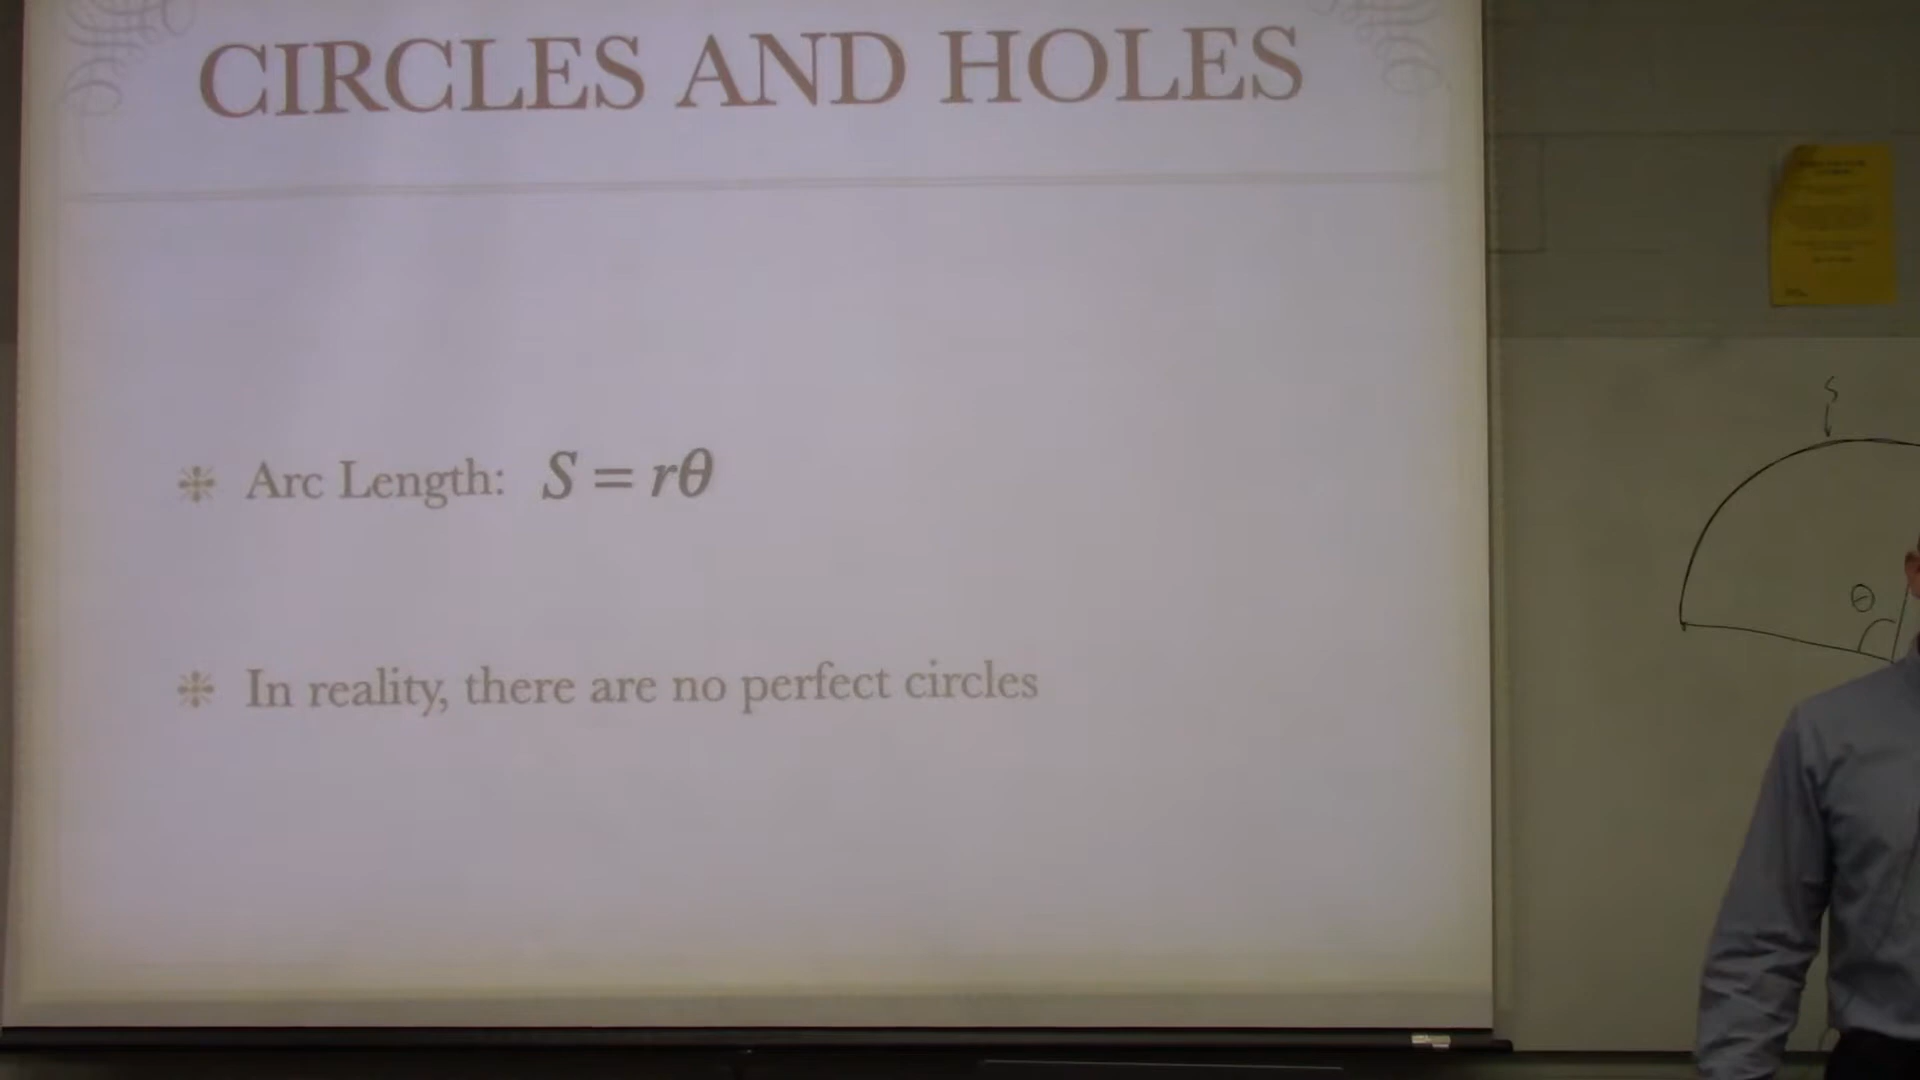 CIRCLES AND HOLES
Arc Length: S = rθ
In reality, there are no perfect circles
S
θ